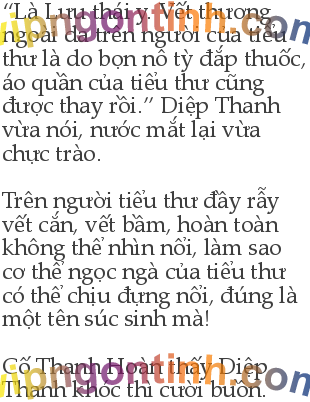 “Là Lưu thái y. Vết thương
ngoài da trên người của tiểu
thư là do bọn nô tỳ đắp thuốc,
áo quần của tiểu thư cũng
được thay rồi.” Diệp Thanh
vừa nói, nước mắt lại vừa
chực trào.
Trên người tiểu thư đầy rẫy
vết cắn, vết bầm, hoàn toàn
không thể nhìn nổi, làm sao
cơ thể ngọc ngà của tiểu thư
có thể chịu đựng nổi, đúng là
một tên súc sinh mà!
Cố Thanh Hoàn thấy Diệp
Thanh khóc thì cười buồn.
vipngontinh.com
vipngontinh.com